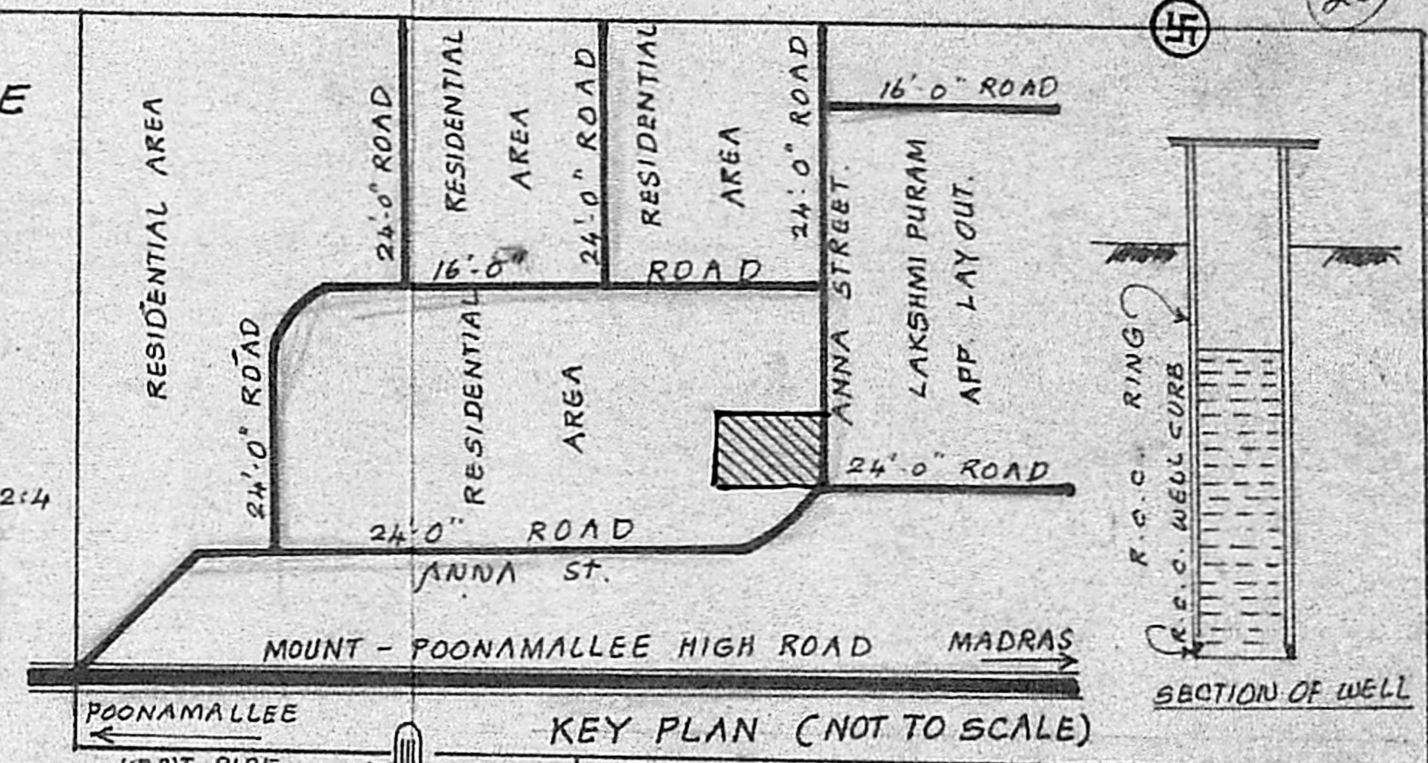 RESIDENTIAL AREA
24'-0" ROAD
RESIDENTIAL
AREA
24'-0" ROAD
RESIDENTIAL
AREA
24'-0" ROAD
16'-0" ROAD
ANNA STREET.
LAKSHMI PURAM
APP. LAYOUT.
16'-0" ROAD
24'-0" ROAD
RESIDENTIAL
AREA
24'-0" ROAD
24'-0" ROAD
ANNA St.
MOUNT - POONAMALLEE HIGH ROAD
MADRAS
POONAMALLEE
KEY PLAN (NOT TO SCALE)
R.C.C. RING
R.C.C. WELL CURB
SECTION OF WELL
2:4